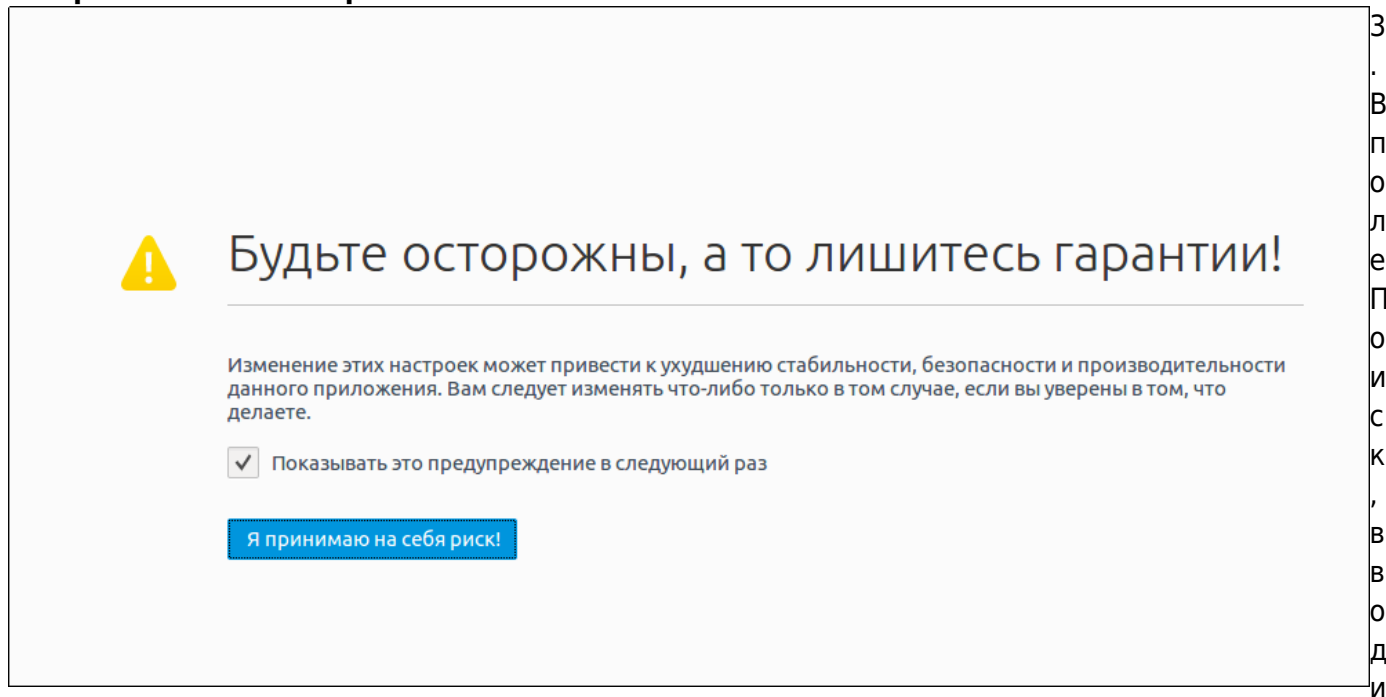 Будьте осторожны, а то лишитесь гарантии!
Изменение этих настроек может привести к ухудшению стабильности, безопасности и производительности
данного приложения. Вам следует изменять что-либо только в том случае, если вы уверены в том, что
делаете.
Показывать это предупреждение в следующий раз
Я принимаю на себя риск!
3
.
В
п
о
л
е
П
о
и
с
к
,
в
в
о
д
и